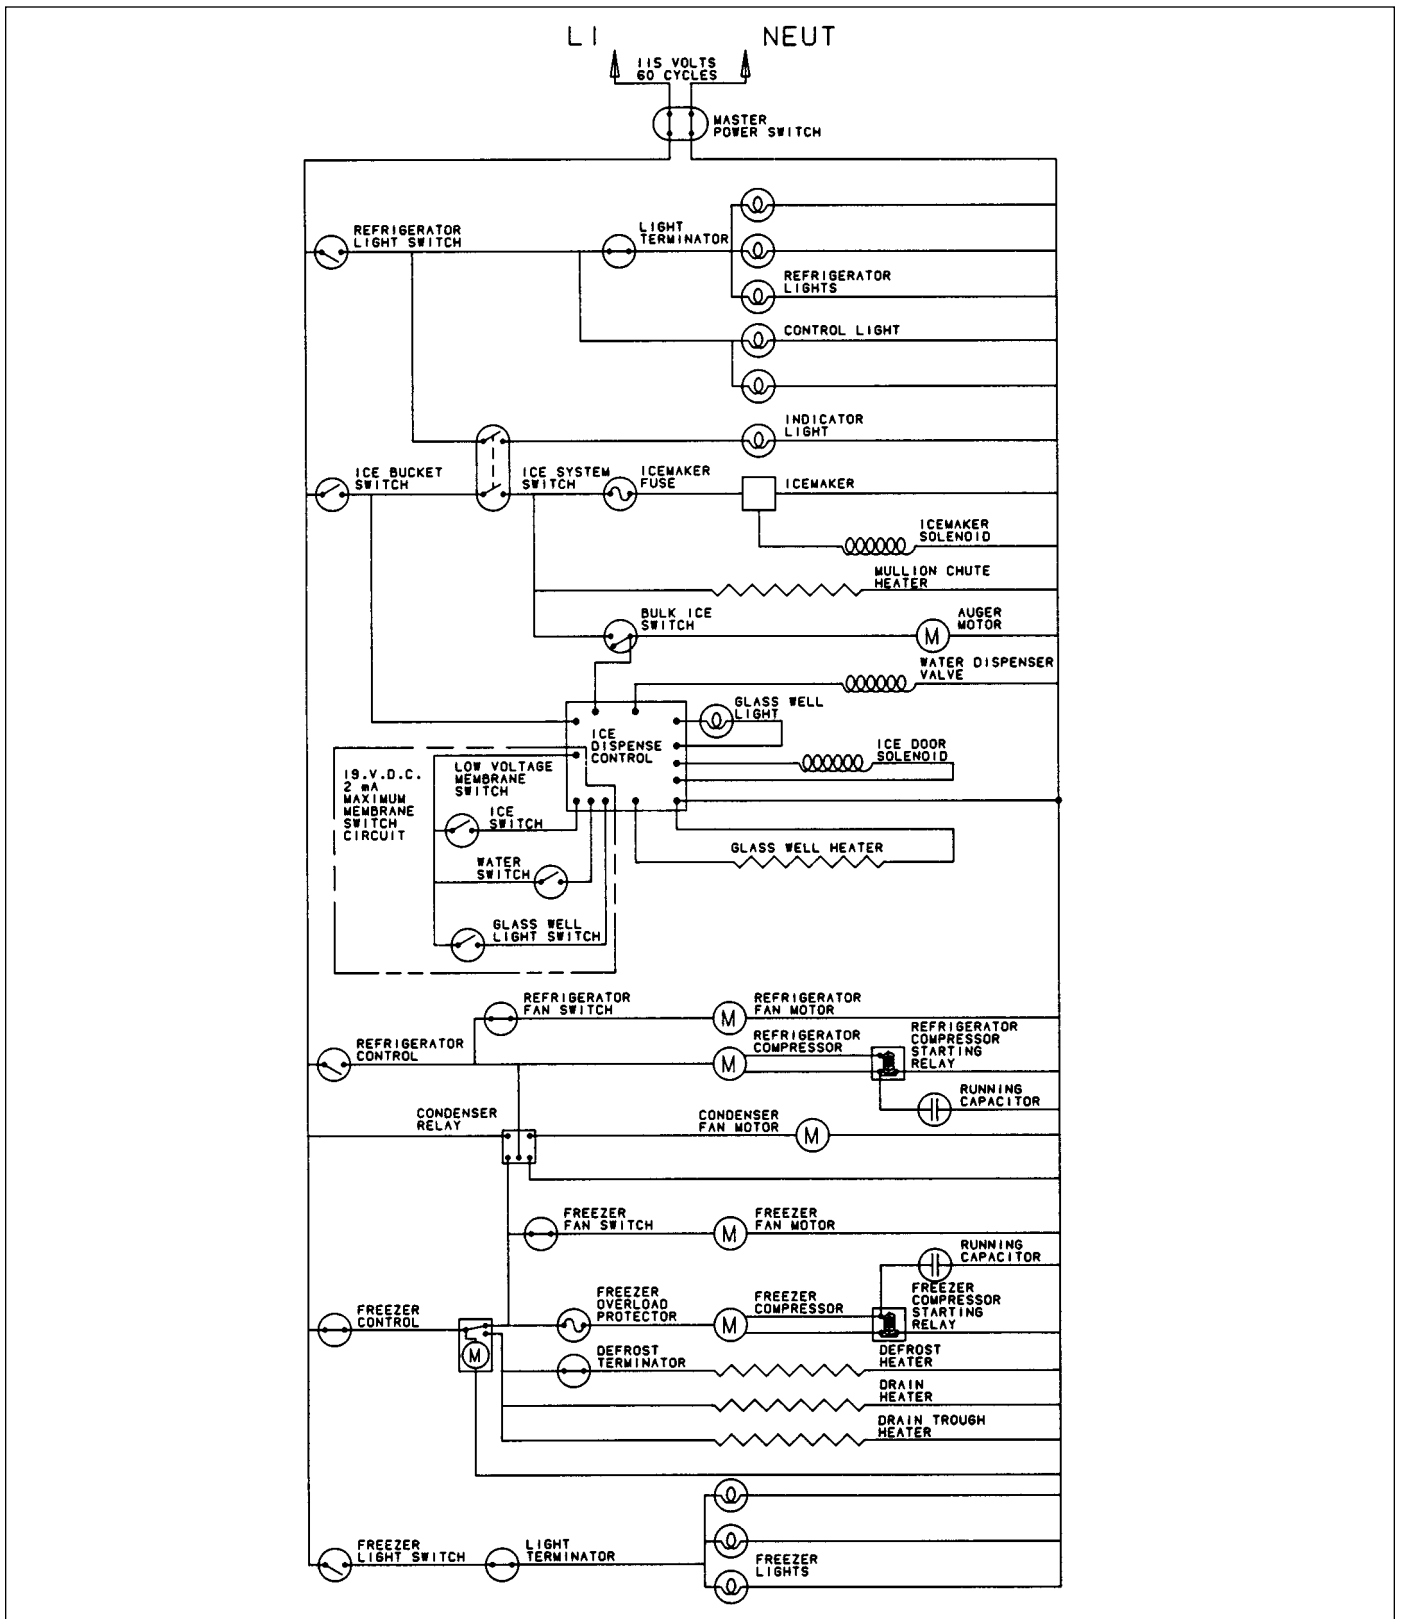 L1 NEUT
115 VOLTS
60 CYCLES
MASTER
POWER SWITCH
REFRIGERATOR
LIGHT SWITCH
LIGHT
TERMINATOR
REFRIGERATOR
LIGHTS
CONTROL LIGHT
INDICATOR
LIGHT
ICE BUCKET
SWITCH
ICE SYSTEM
SWITCH
ICEMAKER
FUSE
ICEMAKER
ICEMAKER
SOLENOID
MULLION CHUTE
HEATER
BULK ICE
SWITCH
AUGER
MOTOR
M
WATER DISPENSER
VALVE
GLASS WELL
LIGHT
ICE
DISPENSE
CONTROL
ICE DOOR
SOLENOID
19.V.D.C.
2 mA
MAXIMUM
MEMBRANE
SWITCH
CIRCUIT
LOW VOLTAGE
MEMBRANE
SWITCH
ICE
SWITCH
WATER
SWITCH
GLASS WELL
LIGHT SWITCH
GLASS WELL HEATER
REFRIGERATOR
FAN SWITCH
M
REFRIGERATOR
FAN MOTOR
REFRIGERATOR
CONTROL
M
REFRIGERATOR
COMPRESSOR
REFRIGERATOR
COMPRESSOR
STARTING
RELAY
RUNNING
CAPACITOR
CONDENSER
RELAY
CONDENSER
FAN MOTOR
M
FREEZER
FAN SWITCH
M
FREEZER
FAN MOTOR
RUNNING
CAPACITOR
FREEZER
CONTROL
M
FREEZER
OVERLOAD
PROTECTOR
M
FREEZER
COMPRESSOR
FREEZER
COMPRESSOR
STARTING
RELAY
DEFROST
TERMINATOR
DEFROST
HEATER
DRAIN
HEATER
DRAIN TROUGH
HEATER
FREEZER
LIGHT SWITCH
LIGHT
TERMINATOR
FREEZER
LIGHTS